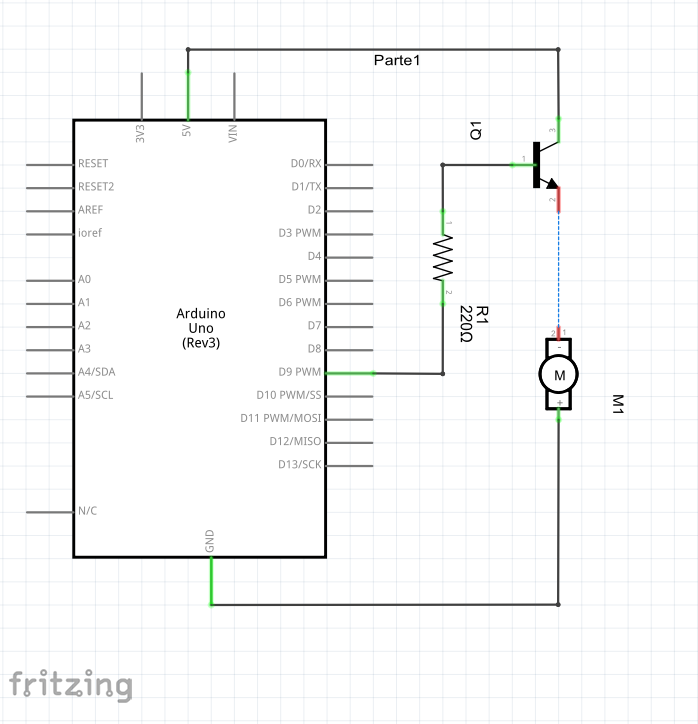 Parte1
3V3
5V
VIN
RESET
RESET2
AREF
ioref
A0
A1
A2
A3
A4/SDA
A5/SCL
N/C
Arduino
Uno
(Rev3)
D0/RX
D1/TX
D2
D3 PWM
D4
D5 PWM
D6 PWM
D7
D8
D9 PWM
D10 PWM/SS
D11 PWM/MOSI
D12/MISO
D13/SCK
GND
Q1
3
1
2
1
2
R1
220Ω
2
1
-
M
+
M1
fritzing